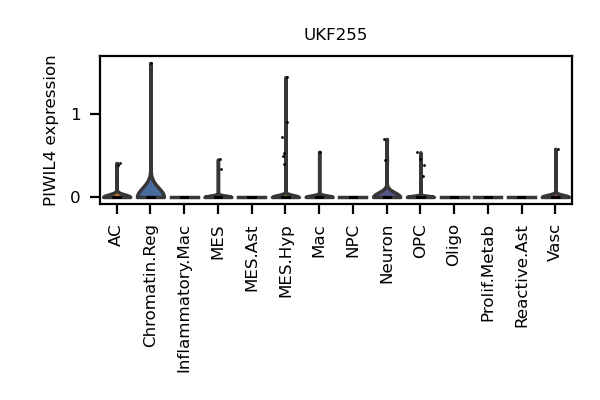 UKF255
PIWIL4 expression
1
0
AC
Chromatin.Reg
Inflammatory.Mac
MES
MES.Ast
MES.Hyp
Mac
NPC
Neuron
OPC
Oligo
Prolif.Metab
Reactive.Ast
Vasc